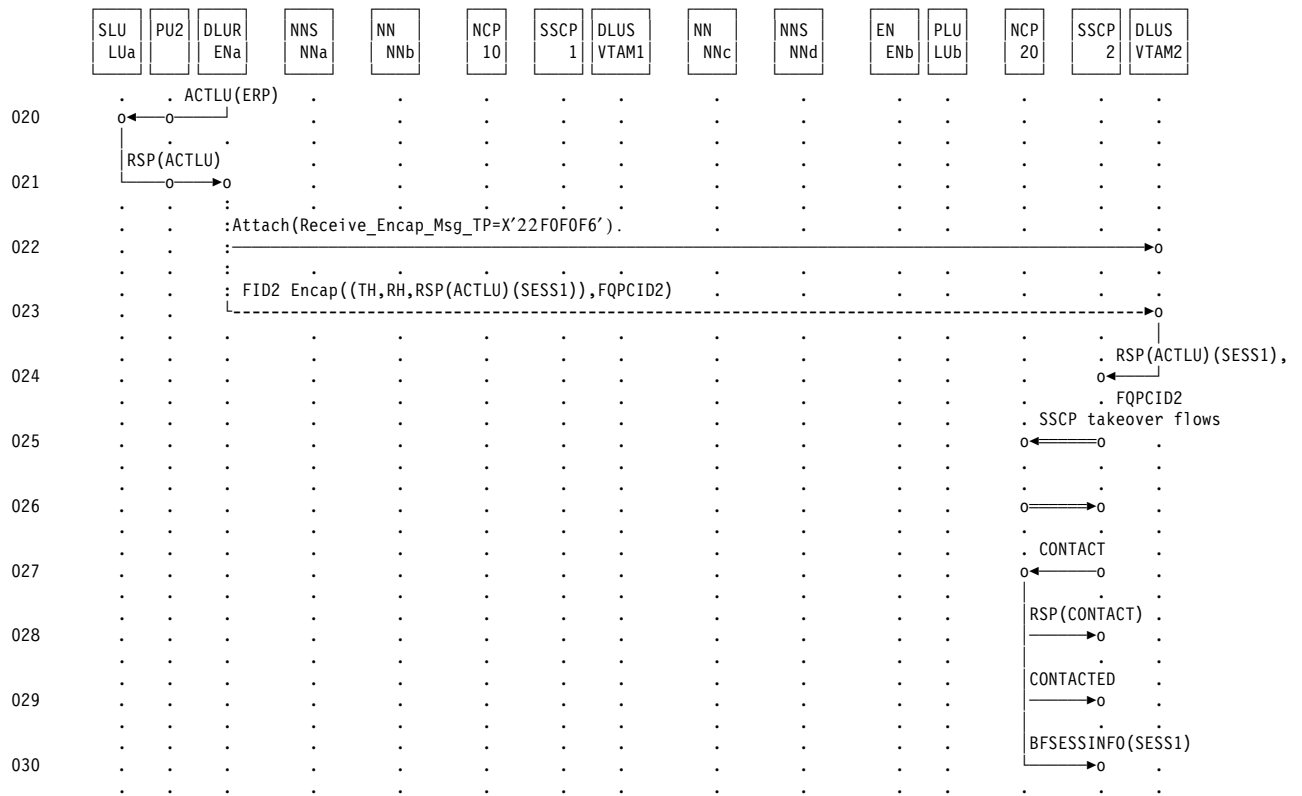 SLU PU2 DLUR NNS NN NCP SSCP DLUS NN NNS EN PLU NCP SSCP DLUS
LUa ENa NNa NNb 10 1 VTAM1 NNc NNd ENb LUb 20 2 VTAM2
ACTLU(ERP)
020
RSP(ACTLU)
021
Attach(Receive_Encap_Msg_TP=X'22F0F0F6').
022
FID2 Encap((TH,RH,RSP(ACTLU)(SESS1)),FQPCID2)
023
RSP(ACTLU)(SESS1),
024
FQPCID2
SSCP takeover flows
025
026
CONTACT
027
RSP(CONTACT)
028
CONTACTED
029
BFSESSINFO(SESS1)
030